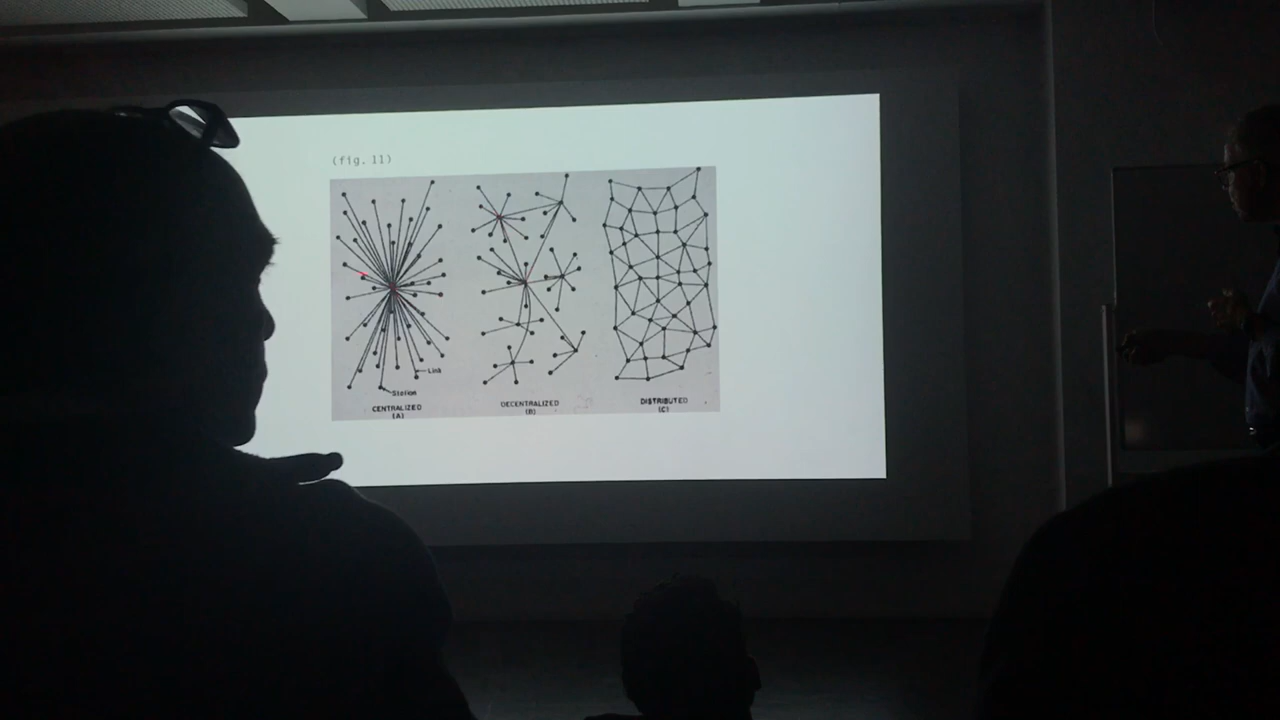 (fig. 11)
Link
Station
CENTRALIZED
(A)
DECENTRALIZED
(B)
DISTRIBUTED
(C)